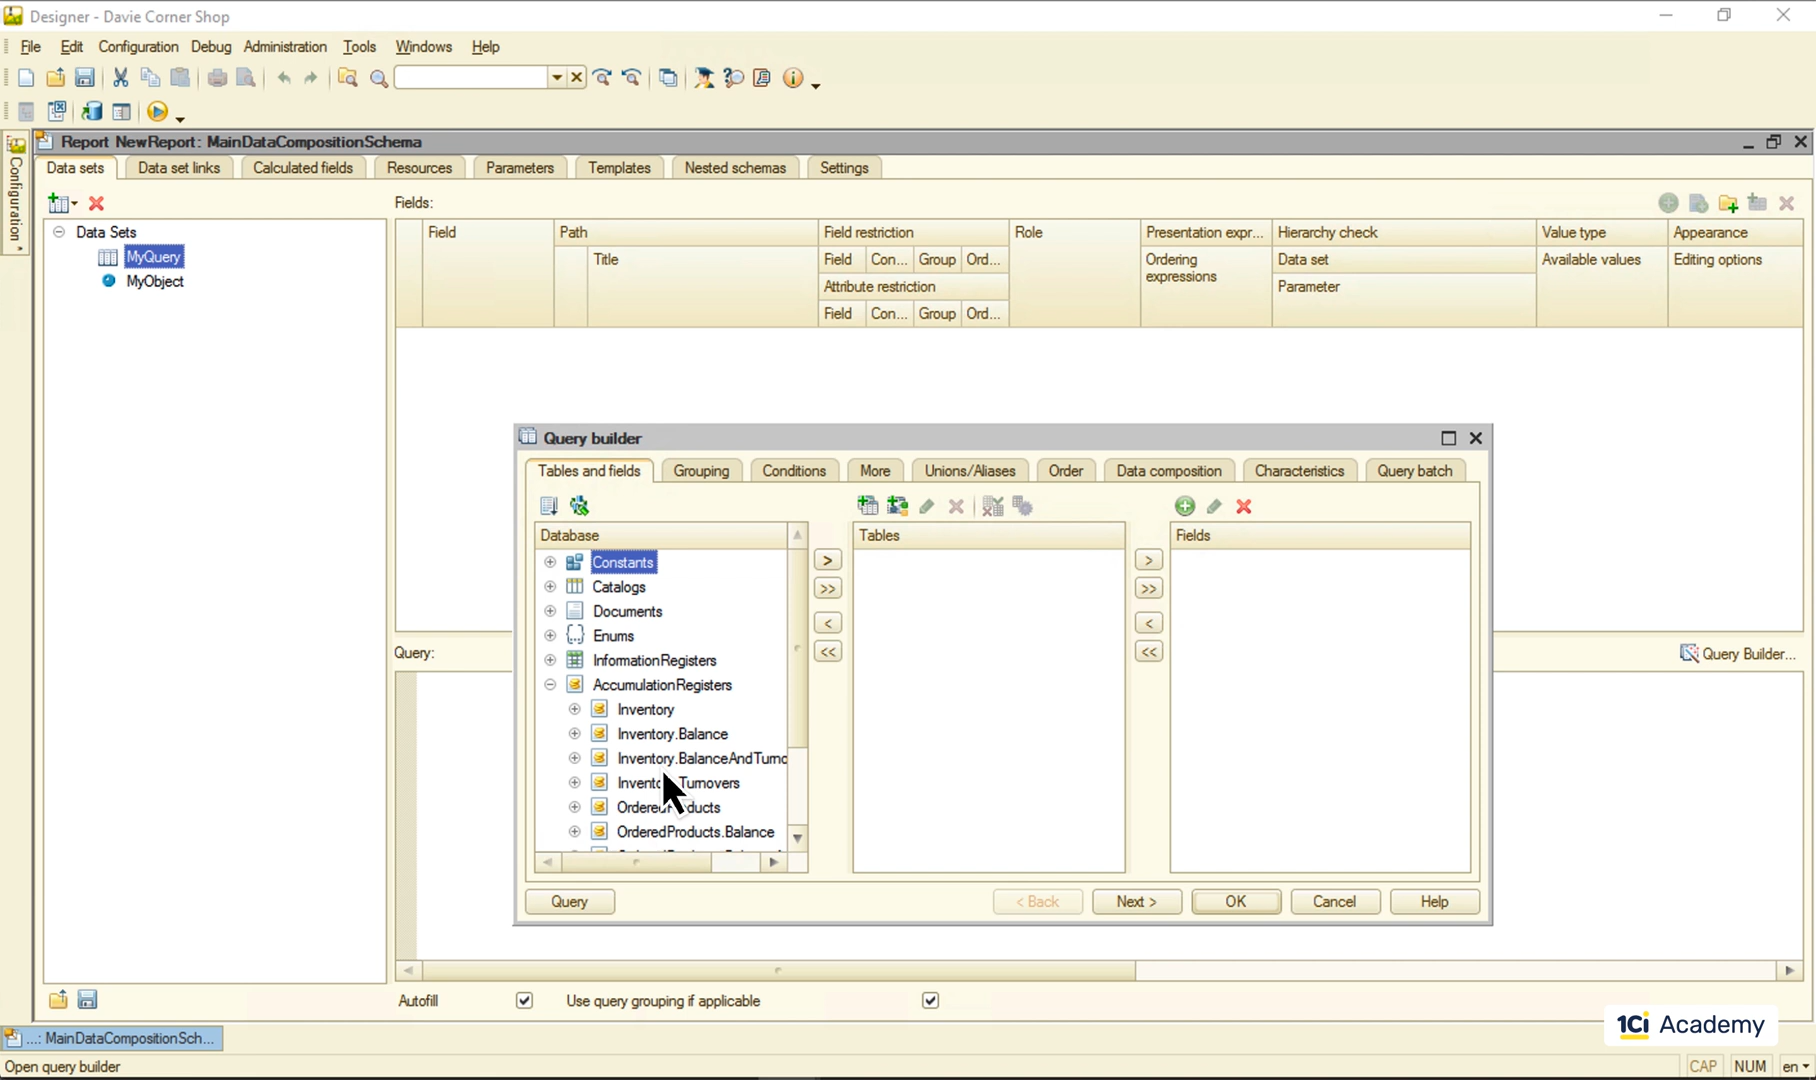 Designer - Davie Corner Shop
File Edit Configuration Debug Administration Tools Windows Help
Report NewReport: MainDataCompositionSchema
Configuration
Data sets Data set links Calculated fields Resources Parameters Templates Nested schemas Settings
Fields:
Data Sets
MyQuery
MyObject
Field Path Field restriction Role Presentation expr... Hierarchy check Value type Appearance
Title Field Con... Group Ord... Ordering expressions Data set Available values Editing options
Attribute restriction Parameter
Field Con... Group Ord...
Query builder
Tables and fields Grouping Conditions More Unions/Aliases Order Data composition Characteristics Query batch
Database Tables Fields
Constants
Catalogs
Documents
Enums
InformationRegisters
AccumulationRegisters
Inventory
Inventory.Balance
Inventory.BalanceAndTurno
OrderedProducts.Balance
> >> < <<
> >> < <<
Query < Back Next > OK Cancel Help
Query: Query Builder...
Autofill Use query grouping if applicable
1Ci Academy
...: MainDataCompositionSch...
Open query builder CAP NUM en